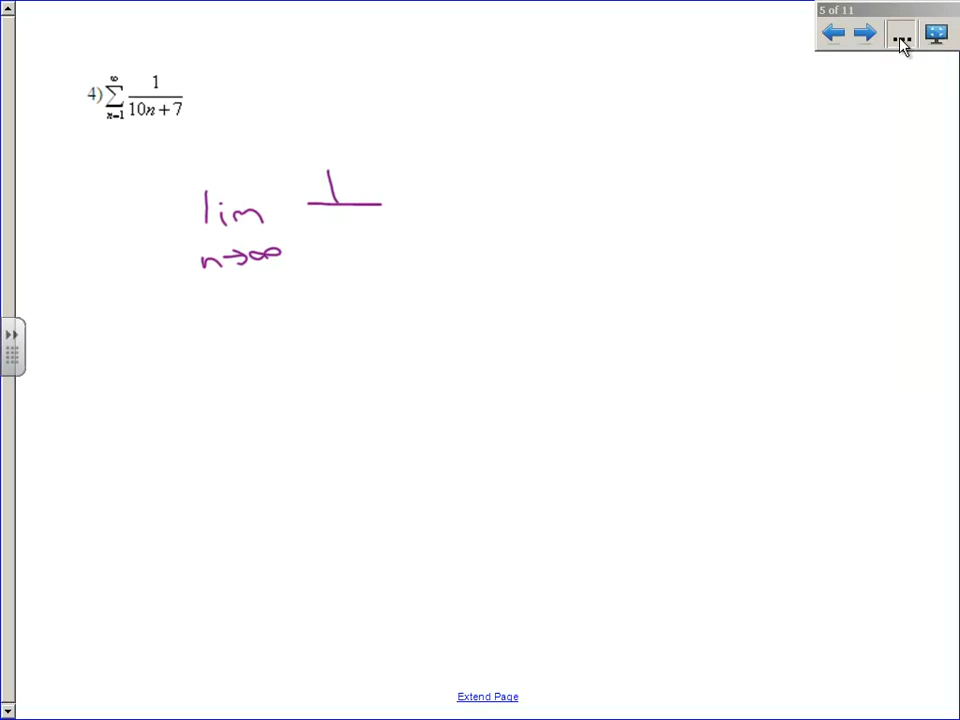 5 of 11
4) ∑_{n=1}^{∞} 1/(10n+7)
lim 1
n→∞
Extend Page